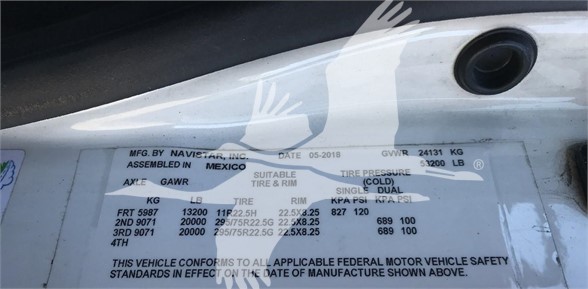 MFG. BY NAVISTAR, INC. DATE 05-2018 GVWR 24131 KG
ASSEMBLED IN MEXICO 53200 LB
SUITABLE TIRE PRESSURE
AXLE GAWR TIRE & RIM (COLD)
SINGLE DUAL
KG LB TIRE RIM KPA PSI KPA PSI
FRT 5987 13200 11R22.5H 22.5X8.25 827 120
2ND 9071 20000 295/75R22.5G 22.5X8.25 689 100
3RD 9071 20000 295/75R22.5G 22.5X8.25 689 100
4TH
THIS VEHICLE CONFORMS TO ALL APPLICABLE FEDERAL MOTOR VEHICLE SAFETY
STANDARDS IN EFFECT ON THE DATE OF MANUFACTURE SHOWN ABOVE.
®